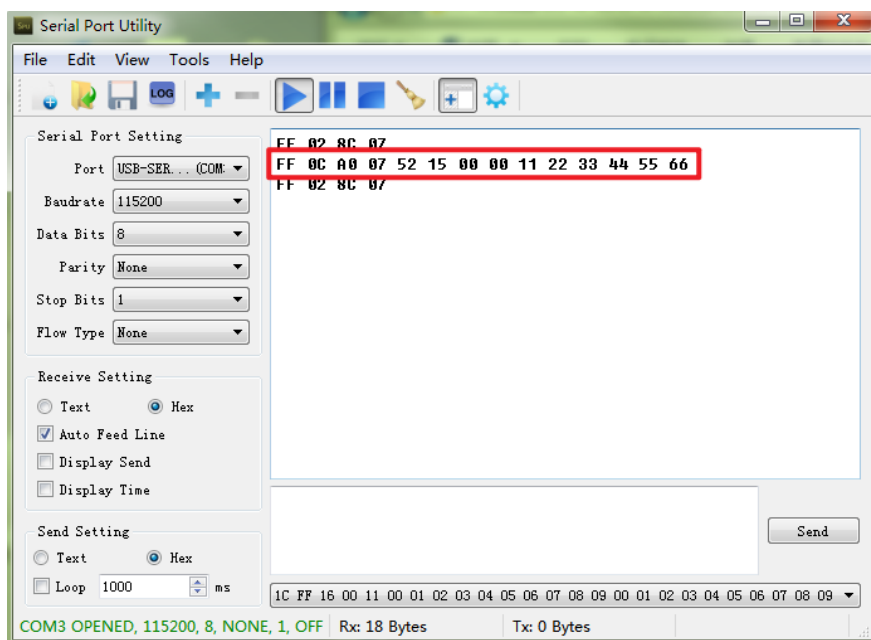 Serial Port Utility
File Edit View Tools Help
LOG
Serial Port Setting
Port USB-SER... (COM:
Baudrate 115200
Data Bits 8
Parity None
Stop Bits 1
Flow Type None
Receive Setting
Text Hex
Auto Feed Line
Display Send
Display Time
Send Setting
Text Hex
Loop 1000 ms
FF 02 8C 07
FF 0C A0 07 52 15 00 00 11 22 33 44 55 66
FF 02 8C 07
Send
1C FF 16 00 11 00 01 02 03 04 05 06 07 08 09 00 01 02 03 04 05 06 07 08 09
COM3 OPENED, 115200, 8, NONE, 1, OFF Rx: 18 Bytes Tx: 0 Bytes